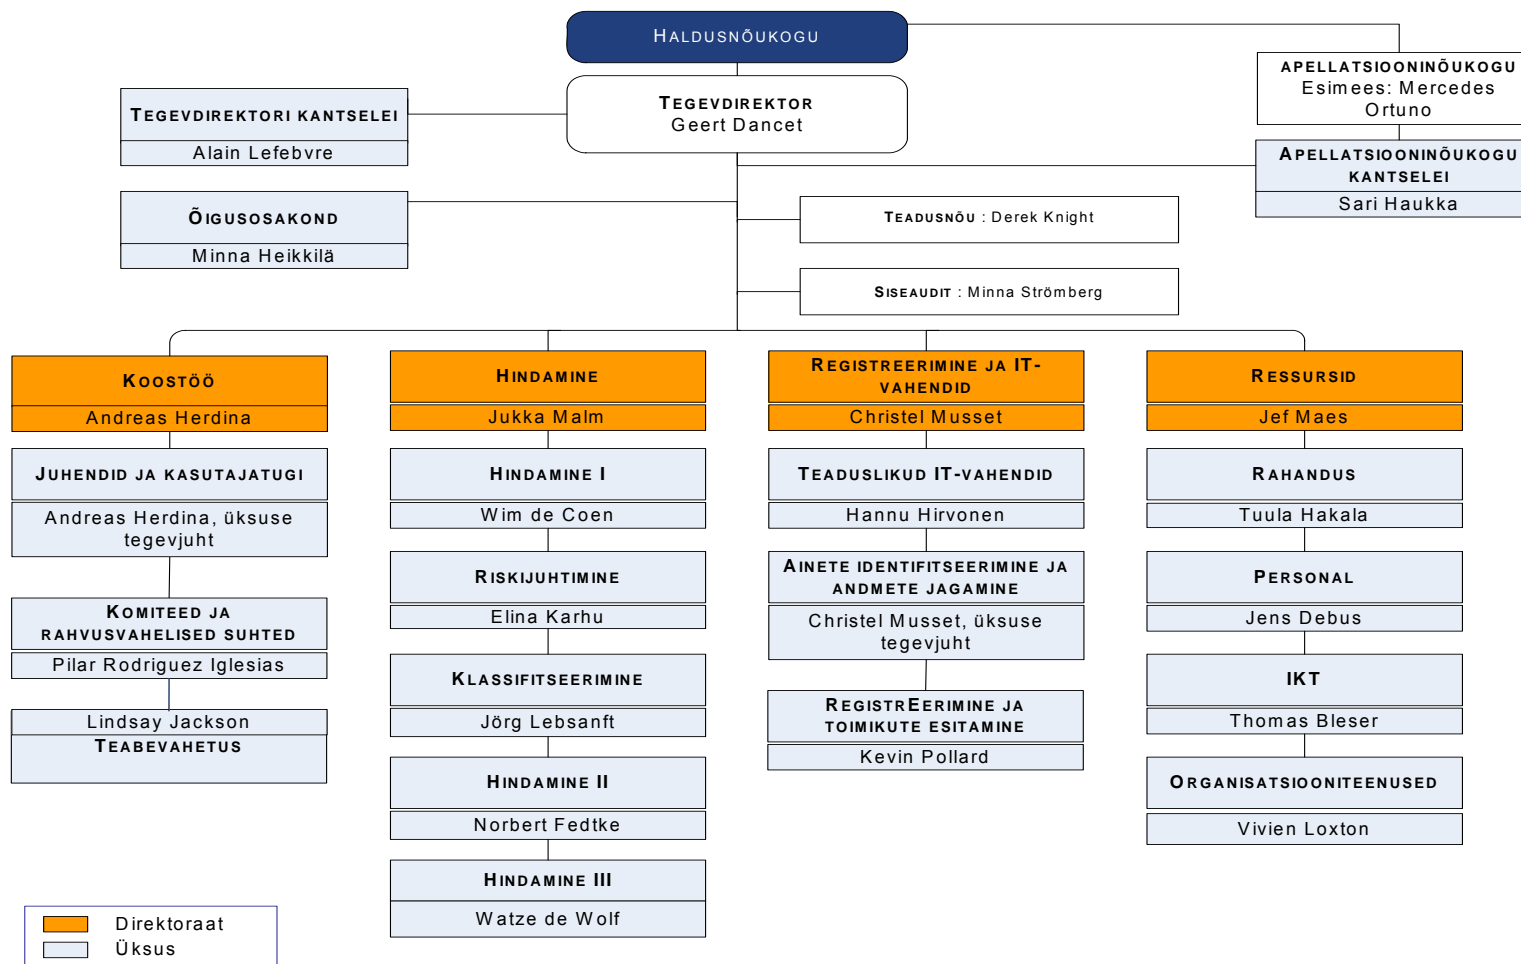 HALDUSNÕUKOGU
APELLATSIOONINÕUKOGU
Esimees: Mercedes
Ortuno
TEGEVDIREKTOR
Geert Dancet
TEGEVDIREKTORI KANTSELEI
Alain Lefebvre
APELLATSIOONINÕUKOGU
KANTSELEI
Sari Haukka
ÕIGUSOSAKOND
Minna Heikkilä
TEADUSNÕU : Derek Knight
SISEAUDIT : Minna Strömberg
KOOSTÖÖ
Andreas Herdina
JUHENDID JA KASUTAJATUGI
Andreas Herdina, üksuse
tegevjuht
KOMITEED JA
RAHVUSVAHELISED SUHTED
Pilar Rodriguez Iglesias
Lindsay Jackson
TEABEVAHETUS
HINDAMINE
Jukka Malm
HINDAMINE I
Wim de Coen
RISKIJUHTIMINE
Elina Karhu
KLASSIFITSEERIMINE
Jörg Lebsanft
HINDAMINE II
Norbert Fedtke
HINDAMINE III
Watze de Wolf
REGISTREERIMINE JA IT-
VAHENDID
Christel Musset
TEADUSLIKUD IT-VAHENDID
Hannu Hirvonen
AINETE IDENTIFITSEERIMINE JA
ANDMETE JAGAMINE
Christel Musset, üksuse
tegevjuht
REGISTREERIMINE JA
TOIMIKUTE ESITAMINE
Kevin Pollard
RESSURSID
Jef Maes
RAHANDUS
Tuula Hakala
PERSONAL
Jens Debus
IKT
Thomas Bleser
ORGANISATSIOONITEENUSED
Vivien Loxton
Direktoraat
Üksus